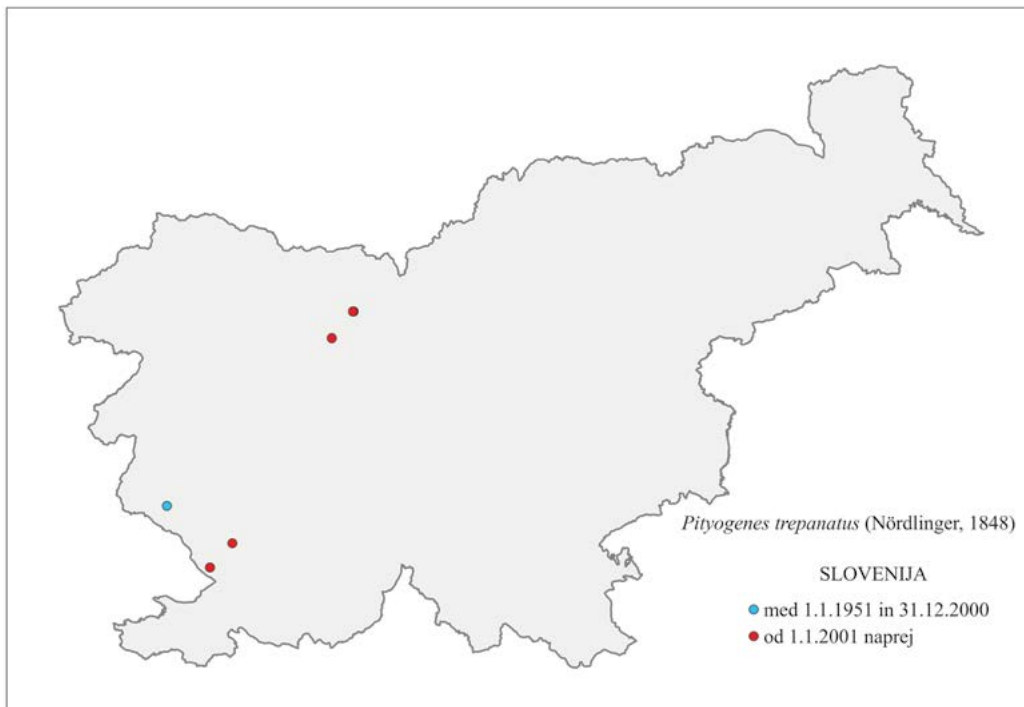 Pityogenes trepanatus (Nördlinger, 1848)
SLOVENIJA
med 1.1.1951 in 31.12.2000
od 1.1.2001 naprej